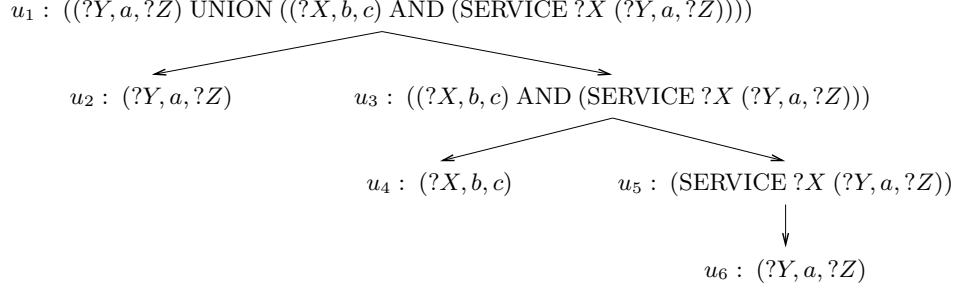 u1 : ((?Y, a, ?Z) UNION ((?X, b, c) AND (SERVICE ?X (?Y, a, ?Z))))
u2 : (?Y, a, ?Z)
u3 : ((?X, b, c) AND (SERVICE ?X (?Y, a, ?Z)))
u4 : (?X, b, c)
u5 : (SERVICE ?X (?Y, a, ?Z))
u6 : (?Y, a, ?Z)